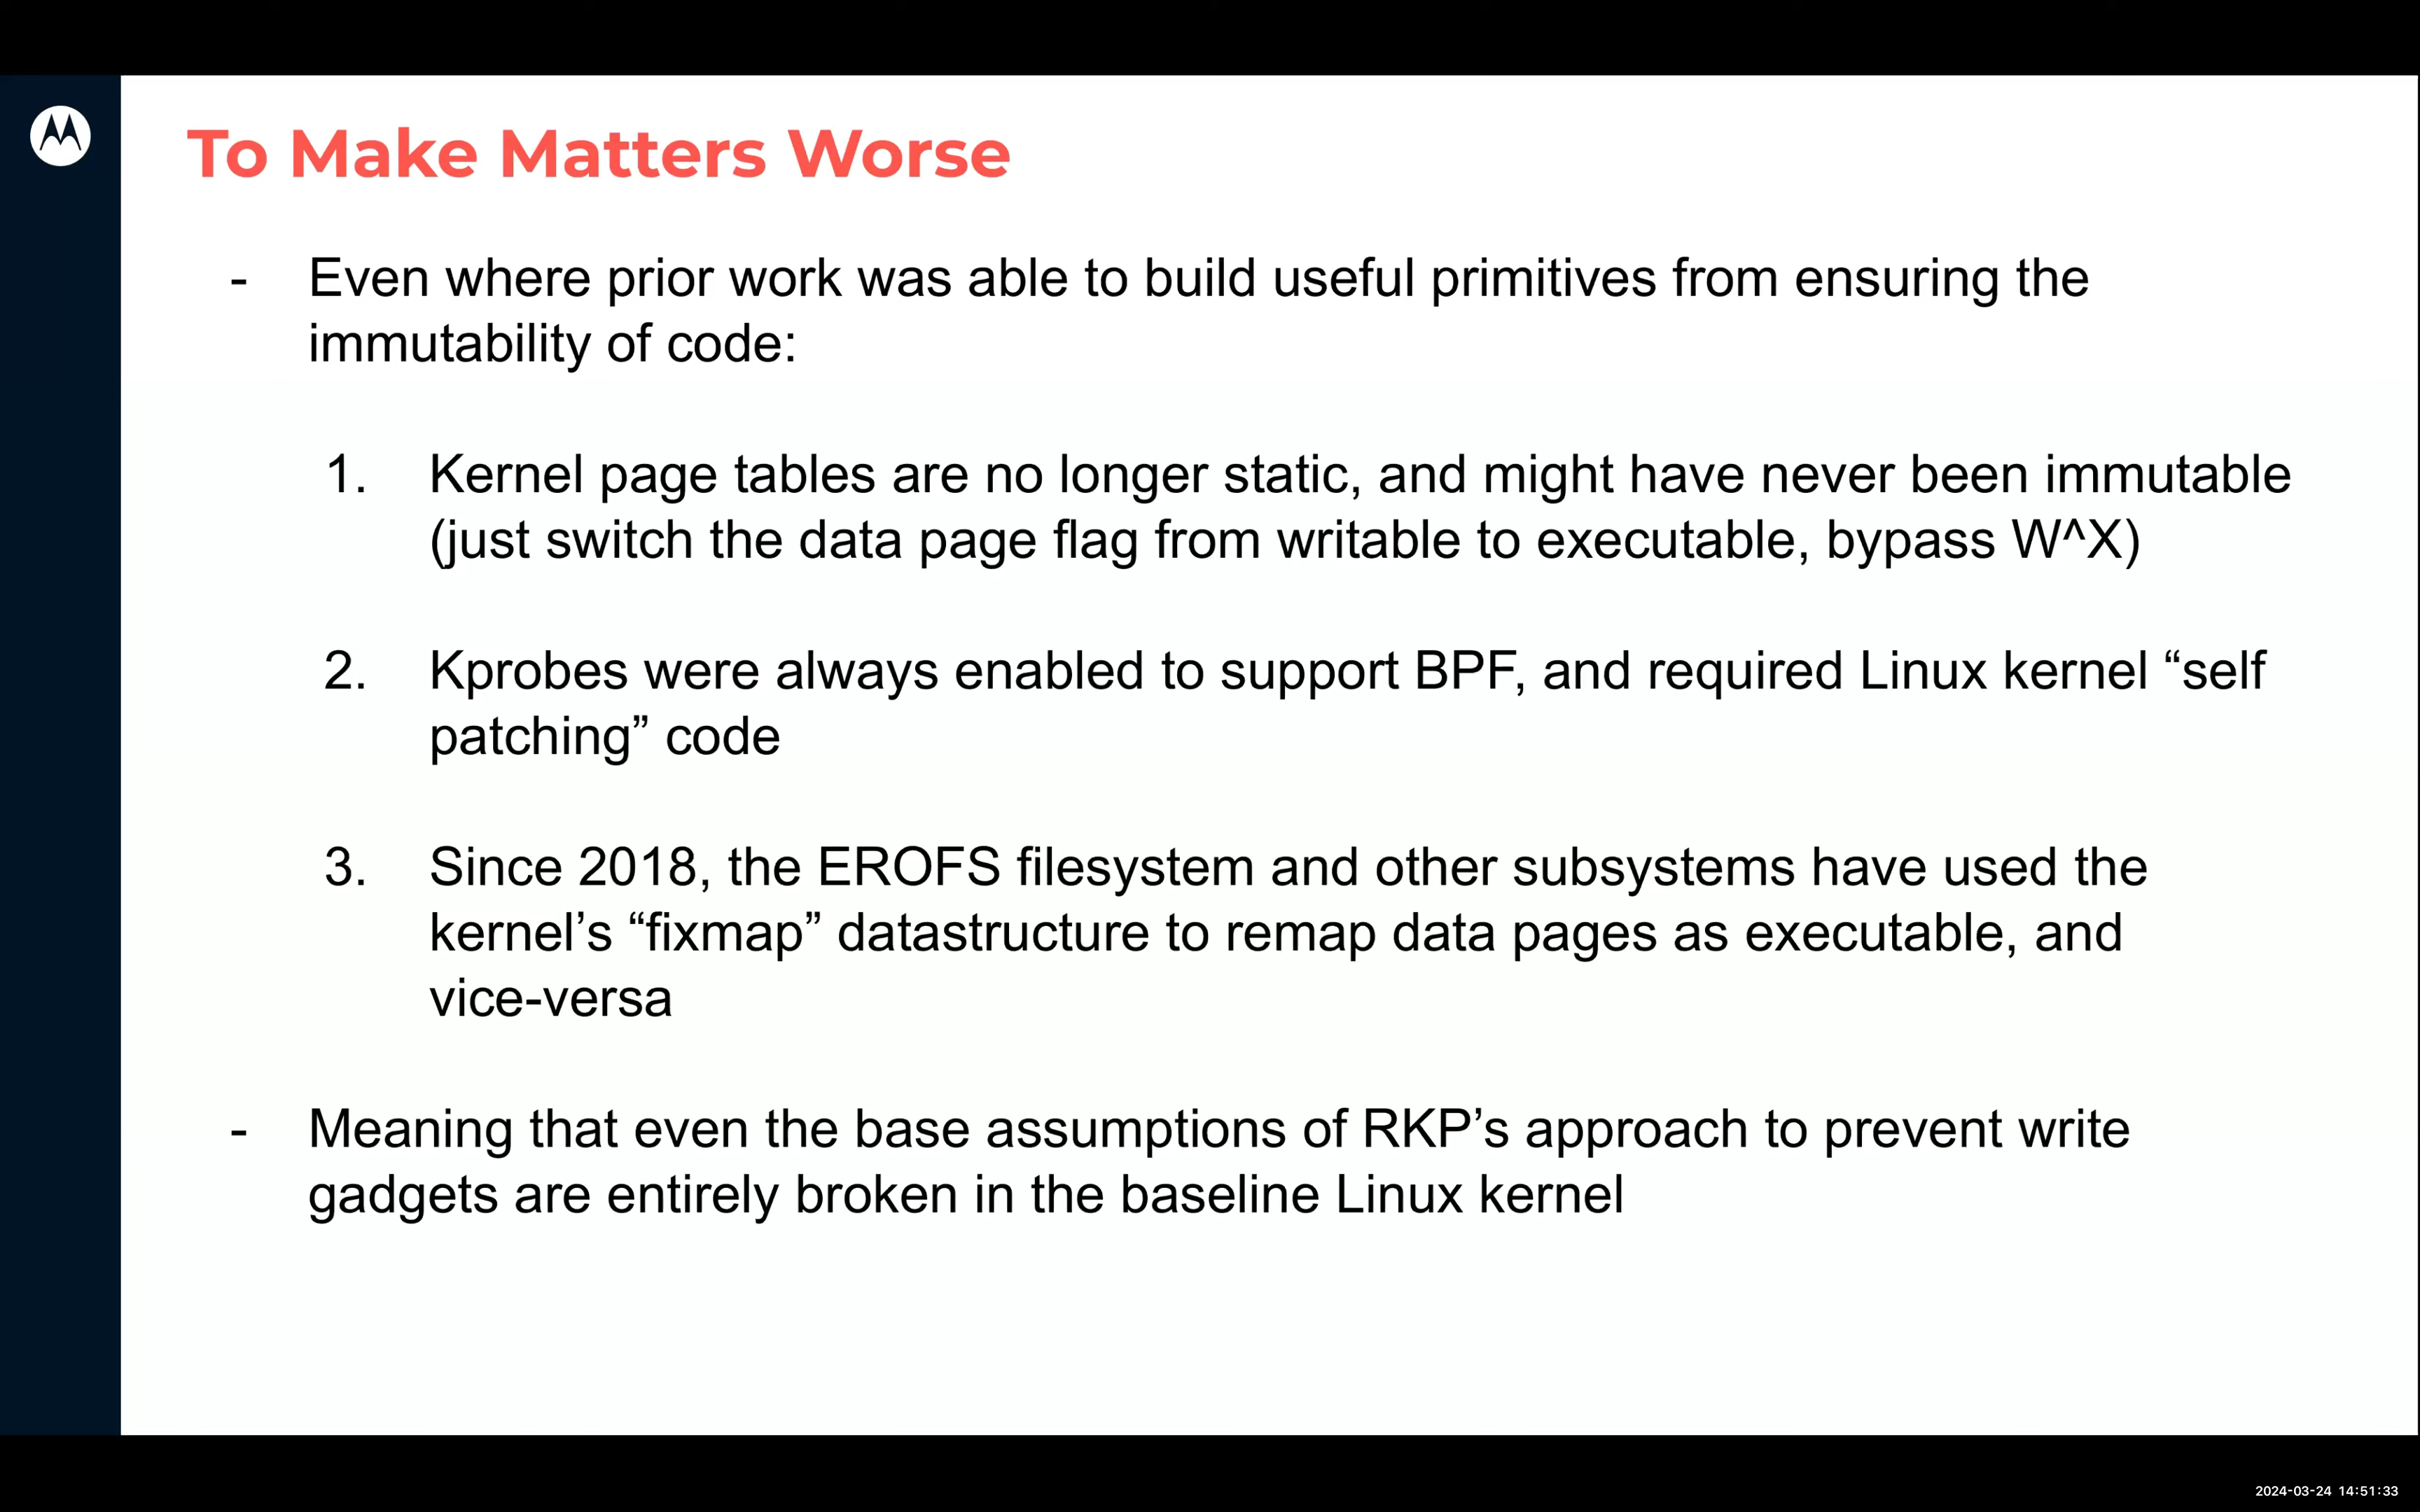 To Make Matters Worse
- Even where prior work was able to build useful primitives from ensuring the
immutability of code:
1. Kernel page tables are no longer static, and might have never been immutable
(just switch the data page flag from writable to executable, bypass W^X)
2. Kprobes were always enabled to support BPF, and required Linux kernel “self
patching” code
3. Since 2018, the EROFS filesystem and other subsystems have used the
kernel’s “fixmap” datastructure to remap data pages as executable, and
vice-versa
- Meaning that even the base assumptions of RKP’s approach to prevent write
gadgets are entirely broken in the baseline Linux kernel
2024-03-24 14:51:33